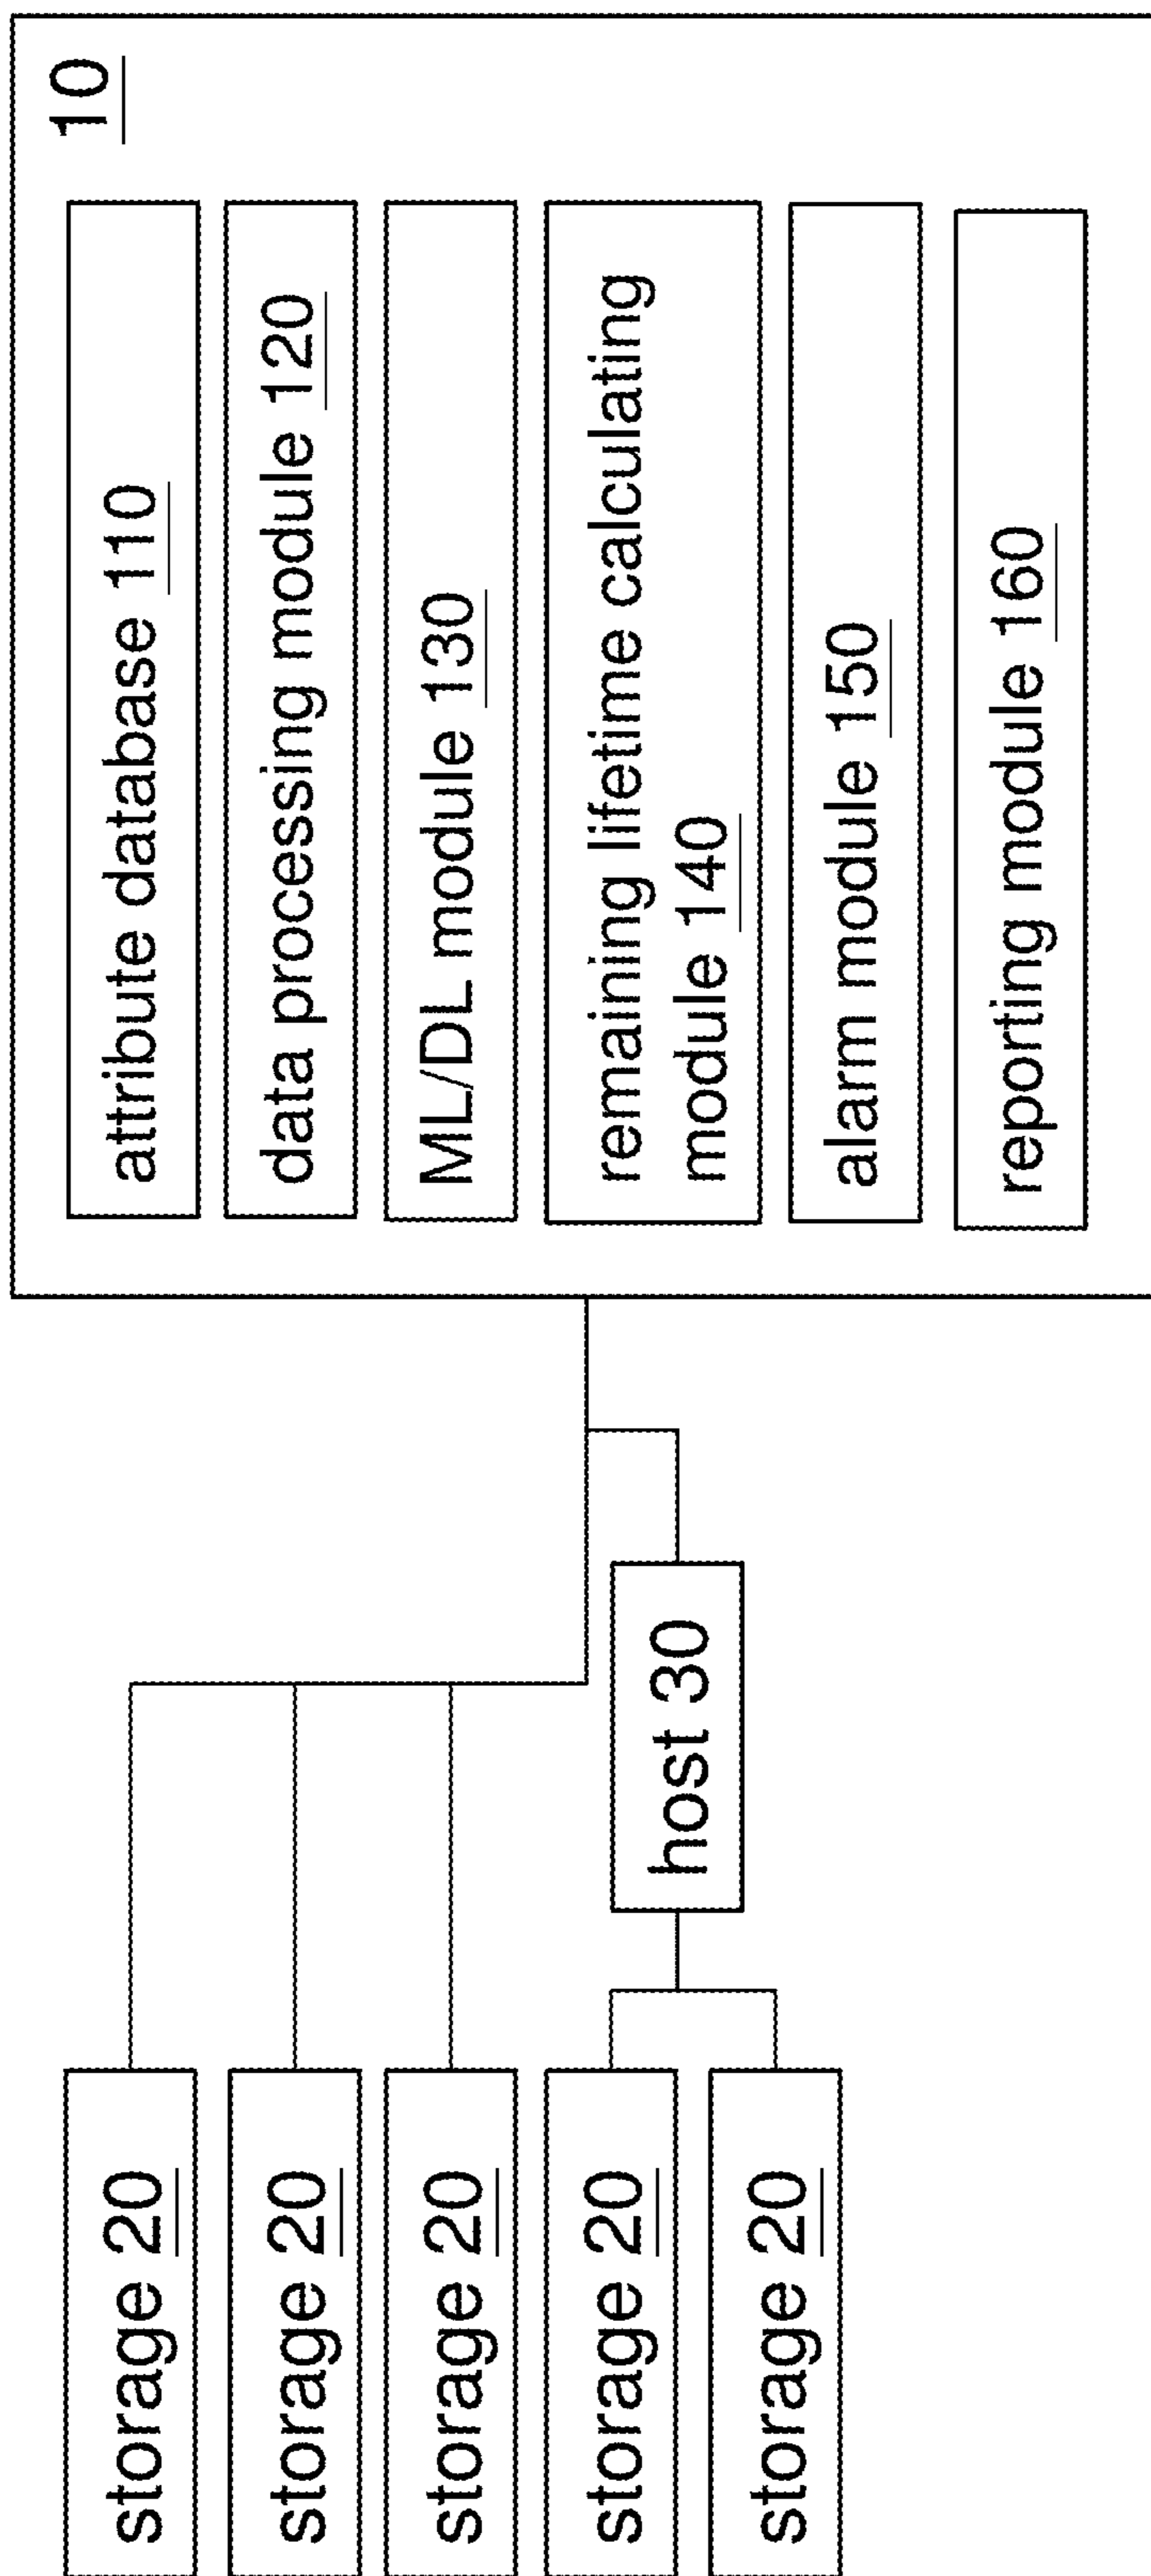 storage 20
storage 20
storage 20
storage 20
storage 20
host 30
10
attribute database 110
data processing module 120
ML/DL module 130
remaining lifetime calculating
module 140
alarm module 150
reporting module 160